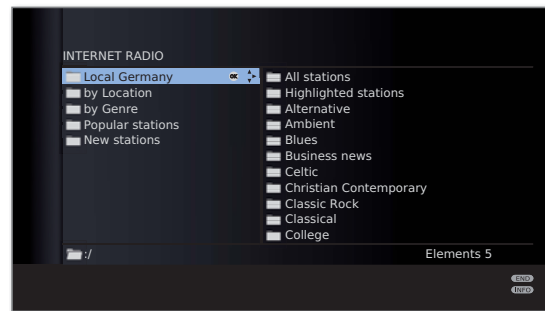 INTERNET RADIO
Local Germany OK
by Location
by Genre
Popular stations
New stations
All stations
Highlighted stations
Alternative
Ambient
Blues
Business news
Celtic
Christian Contemporary
Classic Rock
Classical
College
:/ Elements 5
END
INFO